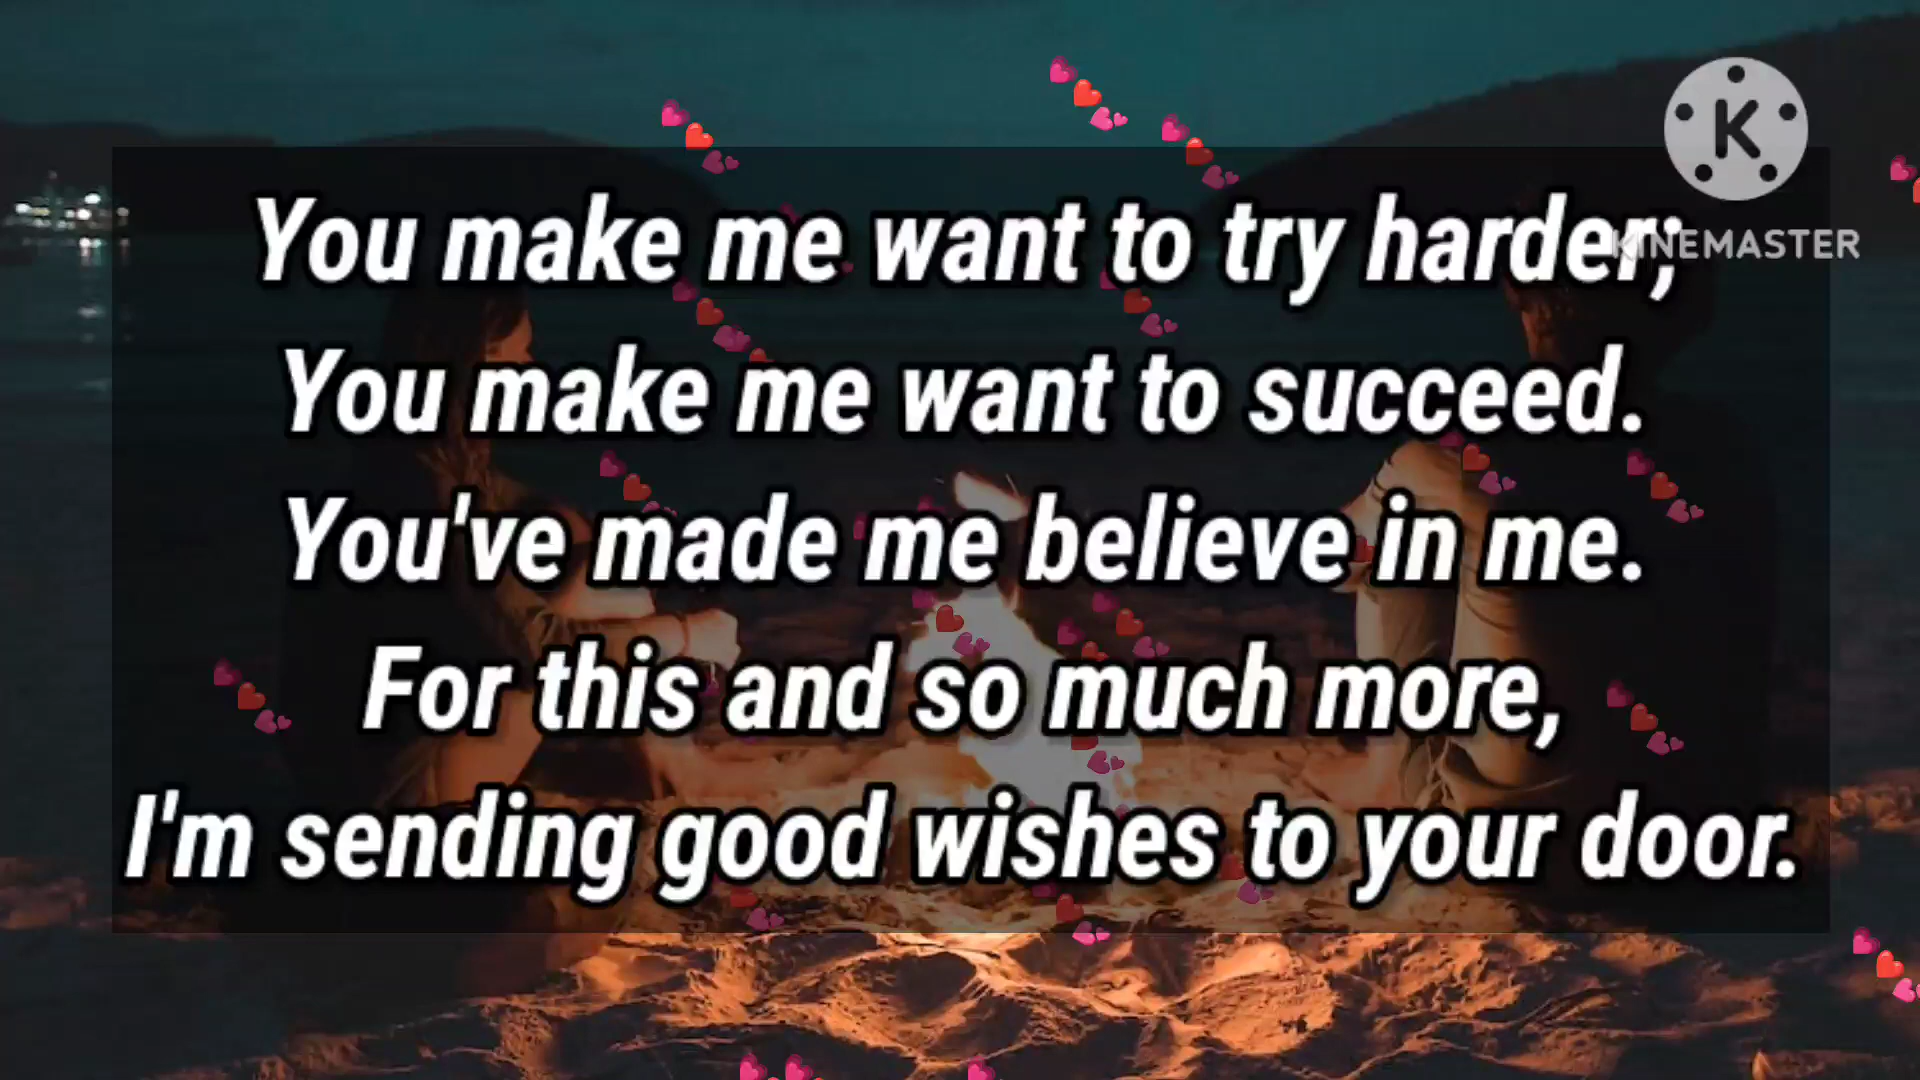 K
KINEMASTER
You make me want to try harder;
You make me want to succeed.
You've made me believe in me.
For this and so much more,
I'm sending good wishes to your door.